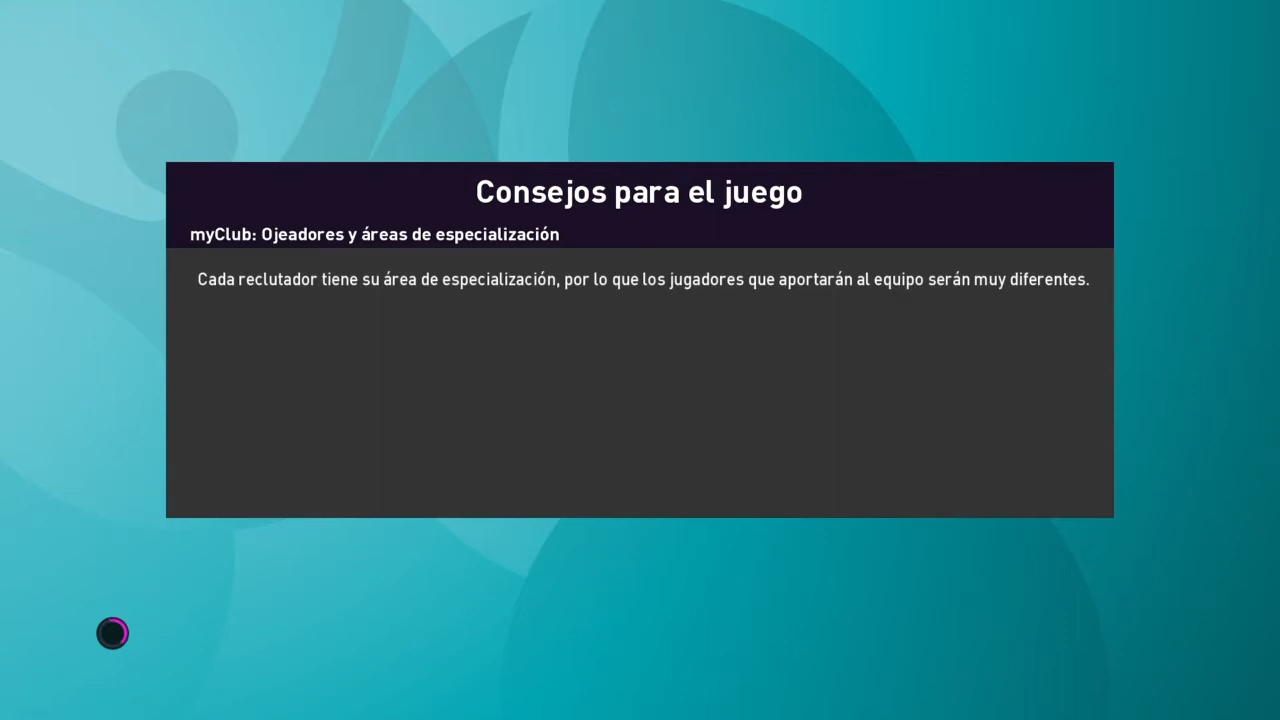 Consejos para el juego
myClub: Ojeadores y áreas de especialización
Cada reclutador tiene su área de especialización, por lo que los jugadores que aportarán al equipo serán muy diferentes.